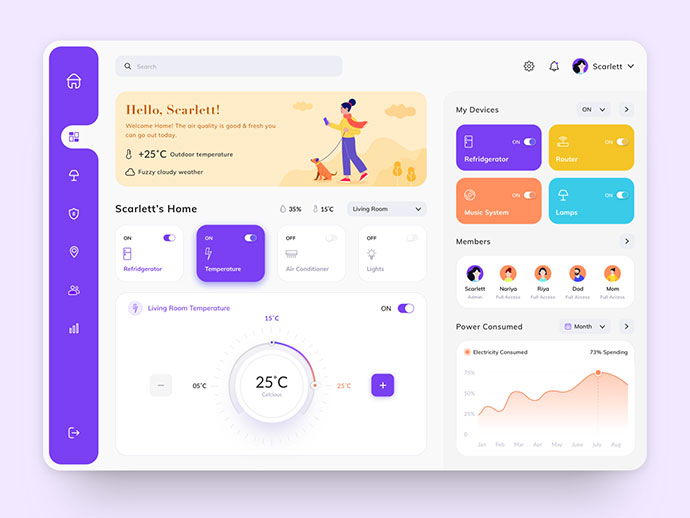 Search
Scarlett
Hello, Scarlett!
Welcome Home! The air quality is good & fresh you
can go out today.
+25°C Outdoor temperature
Fuzzy cloudy weather
Scarlett's Home
35%
15°C
Living Room
ON
Refridgerator
ON
Temperature
OFF
Air Conditioner
OFF
Lights
Living Room Temperature
ON
15°C
05°C
25°C
Celcious
25°C
My Devices
ON
ON
Refridgerator
ON
Router
ON
Music System
ON
Lamps
Members
Scarlett
Admin
Nariya
Full Access
Riya
Full Access
Dad
Full Access
Mom
Full Access
Power Consumed
Month
Electricity Consumed
73% Spending
75%
50%
25%
0
Jan Feb Mar Apr May June July Aug